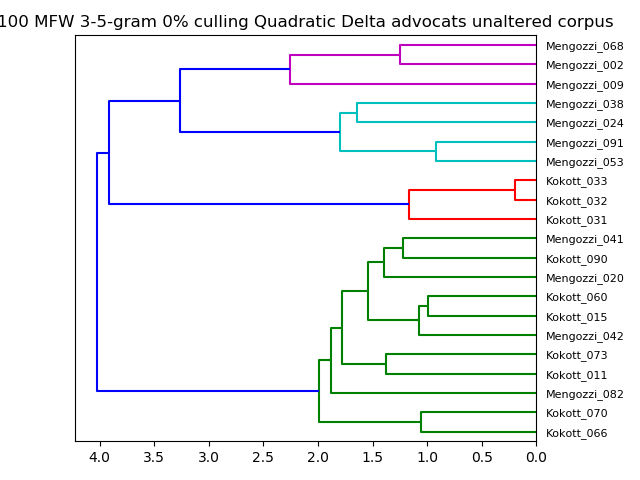 100 MFW 3-5-gram 0% culling Quadratic Delta advocats unaltered corpus
Mengozzi_068
Mengozzi_002
Mengozzi_009
Mengozzi_038
Mengozzi_024
Mengozzi_091
Mengozzi_053
Kokott_033
Kokott_032
Kokott_031
Mengozzi_041
Kokott_090
Mengozzi_020
Kokott_060
Kokott_015
Mengozzi_042
Kokott_073
Kokott_011
Mengozzi_082
Kokott_070
Kokott_066
4.0 3.5 3.0 2.5 2.0 1.5 1.0 0.5 0.0